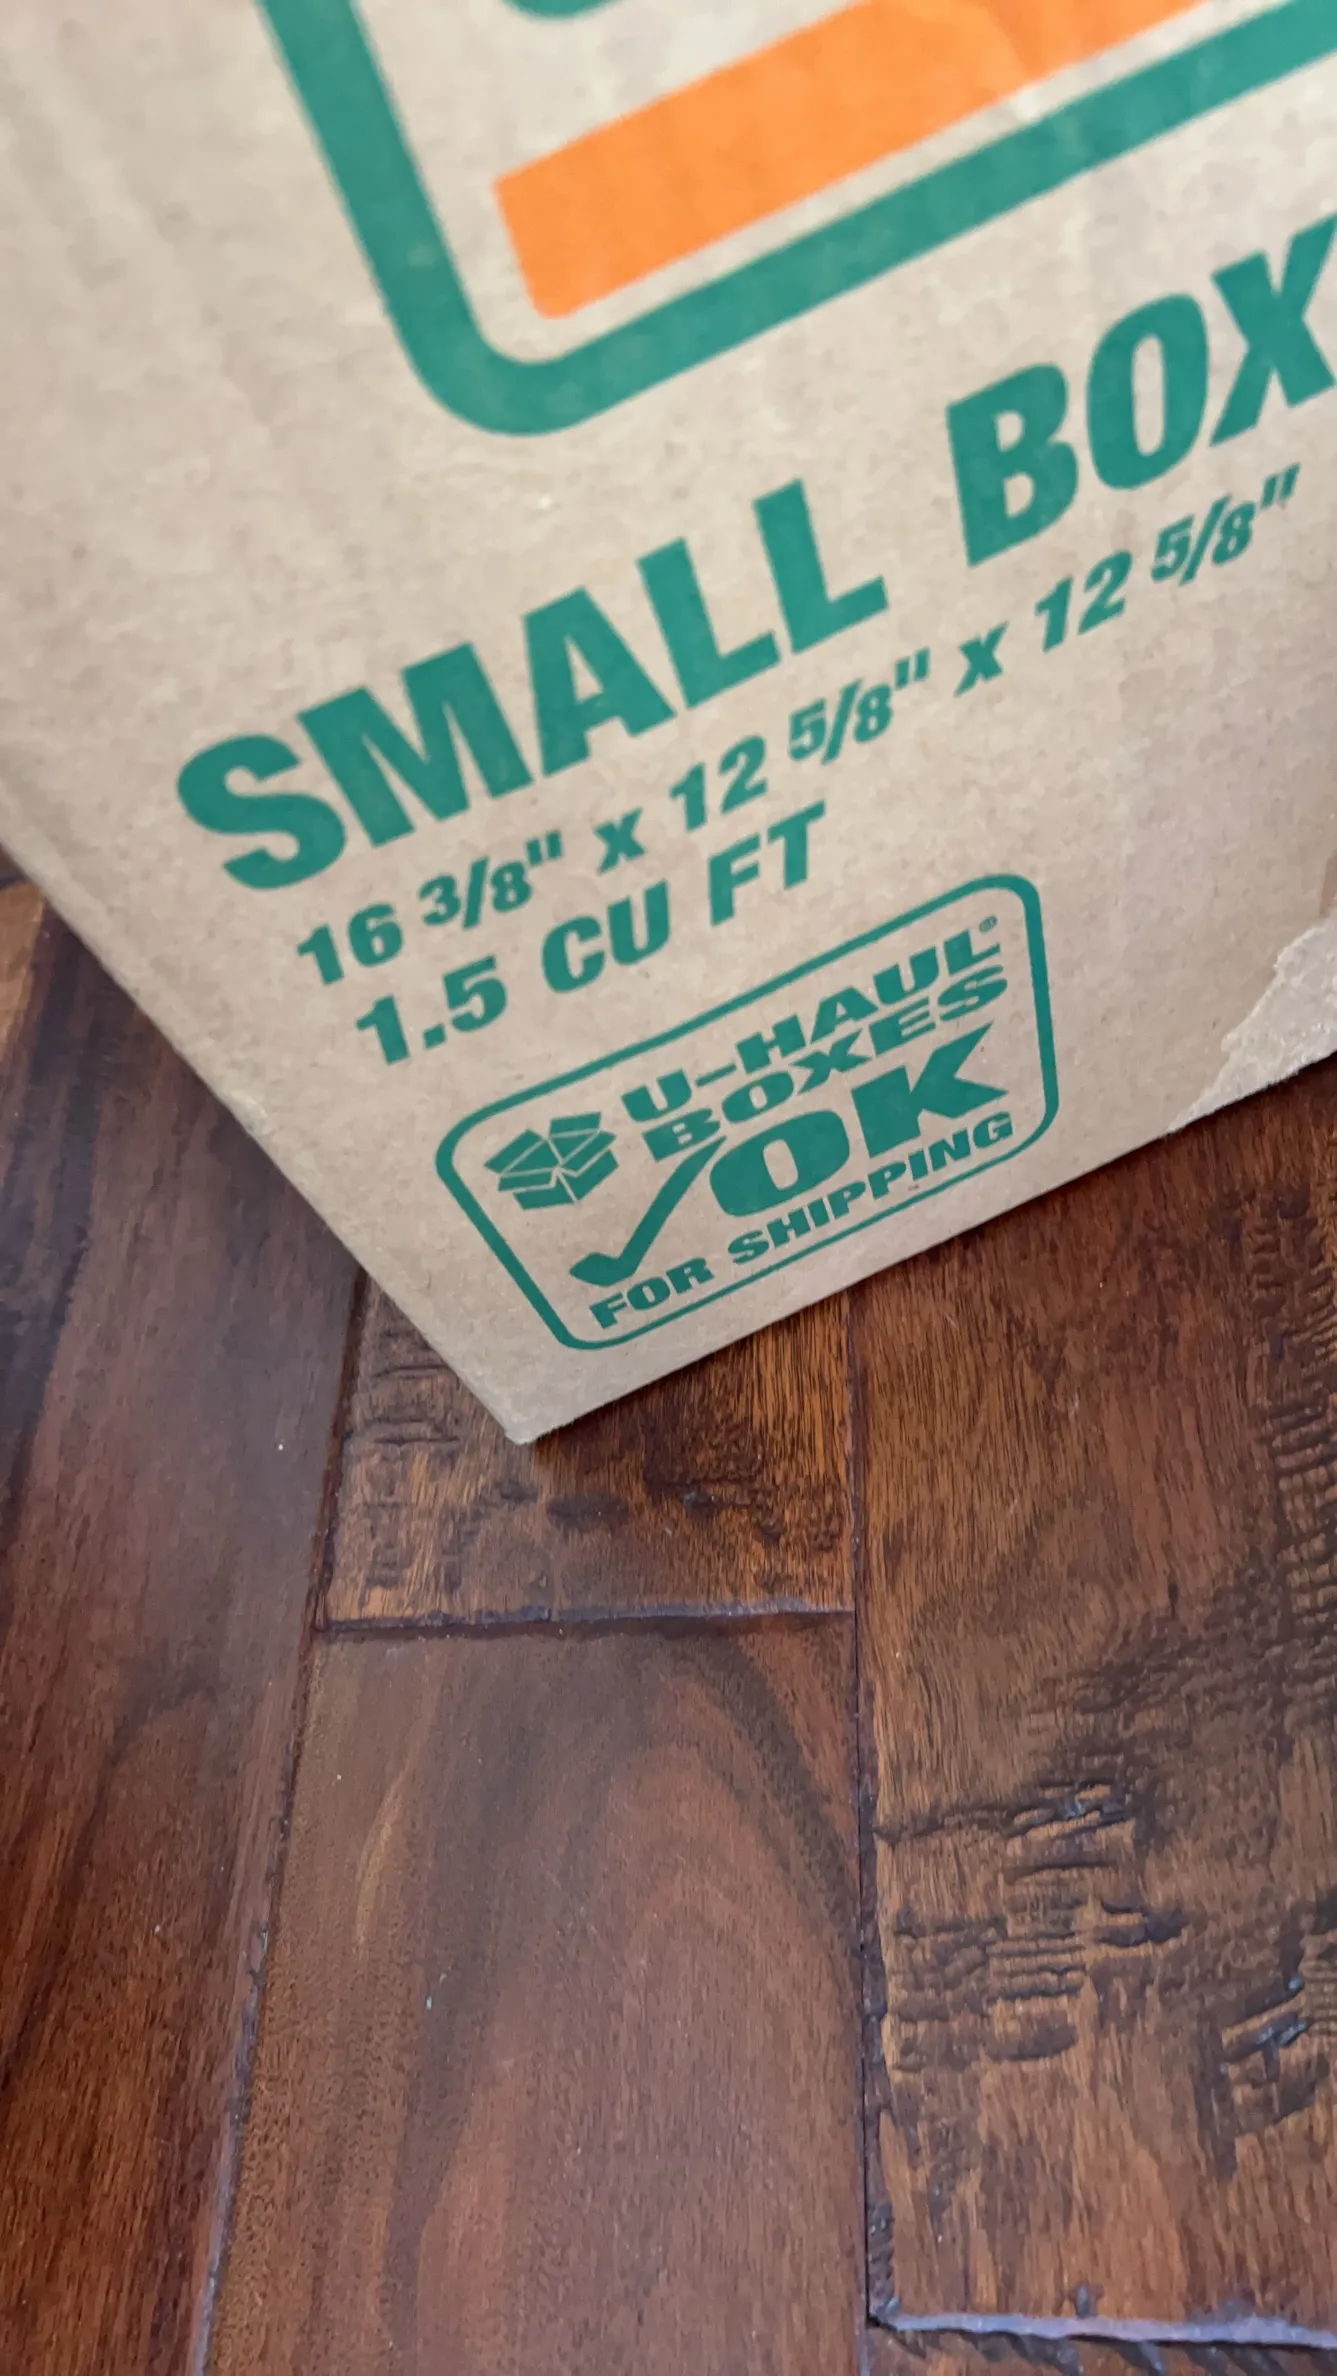 SMALL BOX
16 3/8" x 12 5/8" x 12 5/8"
1.5 CU FT
U-HAUL®
BOXES
OK
FOR SHIPPING